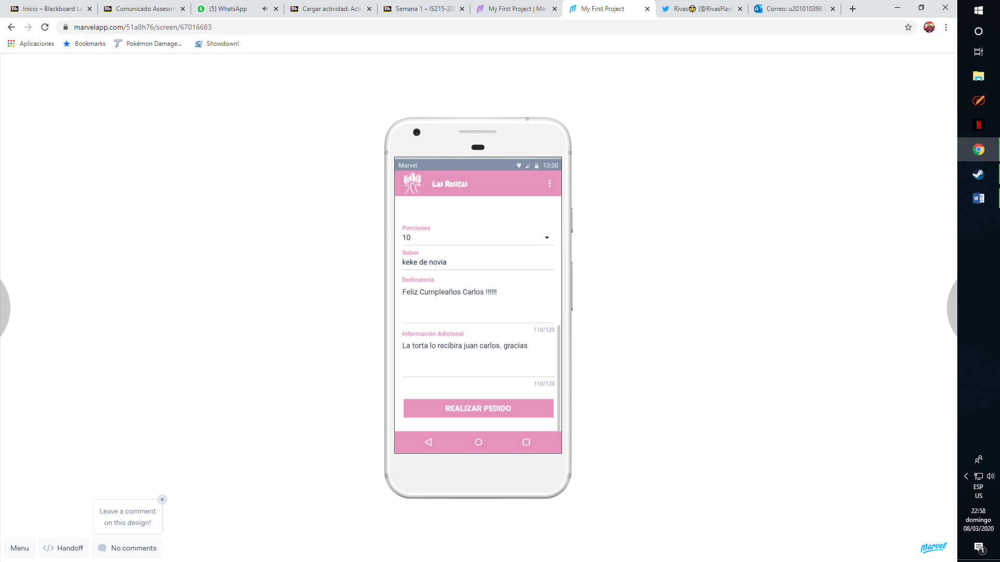 Inicio – Blackboard Le
Comunicado Assessm
(5) WhatsApp
Cargar actividad: Acti
Semana 1 – IS215-20
My First Project | Mar
My First Project
Rivas (@RivasFlash
Correo: u201010398
marvelapp.com/51a8h76/screen/67016683
Aplicaciones
Bookmarks
Pokémon Damage...
Showdown!
Marvel
13:00
Las Rositas
Porciones
10
Sabor
keke de novia
Dedicatoria
Feliz Cumpleaños Carlos !!!!!!
110/120
Información Adicional
La torta lo recibira juan carlos. gracias
110/120
REALIZAR PEDIDO
Leave a comment
on this design!
Menu
Handoff
No comments
Marvel
ESP
US
22:58
domingo
08/03/2020
1